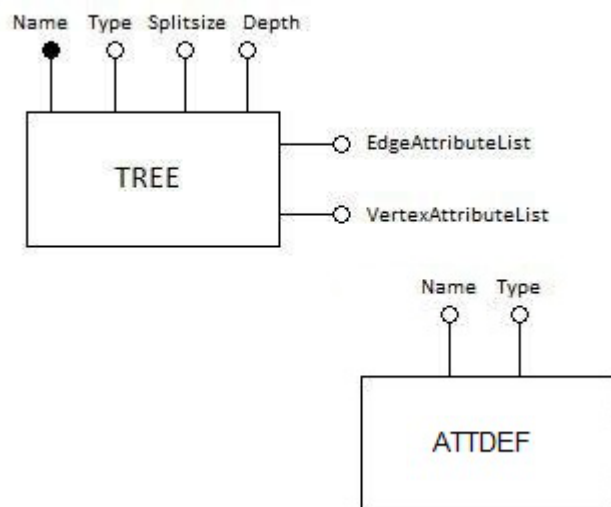 Name Type Splitsize Depth
TREE
EdgeAttributeList
VertexAttributeList
Name Type
ATTDEF